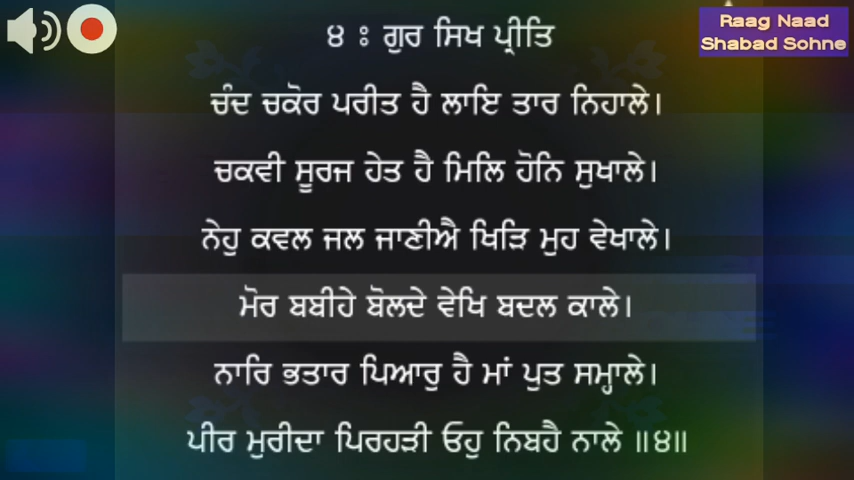 Raag Naad
Shabad Sohne
੪ : ਗੁਰ ਸਿਖ ਪ੍ਰੀਤਿ
ਚੰਦ ਚਕੋਰ ਪਰੀਤ ਹੈ ਲਾਇ ਤਾਰ ਨਿਹਾਲੇ।
ਚਕਵੀ ਸੂਰਜ ਹੇਤ ਹੈ ਮਿਲਿ ਹੋਨਿ ਸੁਖਾਲੇ।
ਨੇਹੁ ਕਵਲ ਜਲ ਜਾਣੀਐ ਖਿੜਿ ਮੁਹ ਵੇਖਾਲੇ।
ਮੋਰ ਬਬੀਹੇ ਬੋਲਦੇ ਵੇਖਿ ਬਦਲ ਕਾਲੇ।
ਨਾਰਿ ਭਤਾਰ ਪਿਆਰੁ ਹੈ ਮਾਂ ਪੁਤ ਸਮ੍ਹਾਲੇ।
ਪੀਰ ਮੁਰੀਦਾ ਪਿਰਹੜੀ ਓਹੁ ਨਿਬਹੈ ਨਾਲੇ ॥੪॥